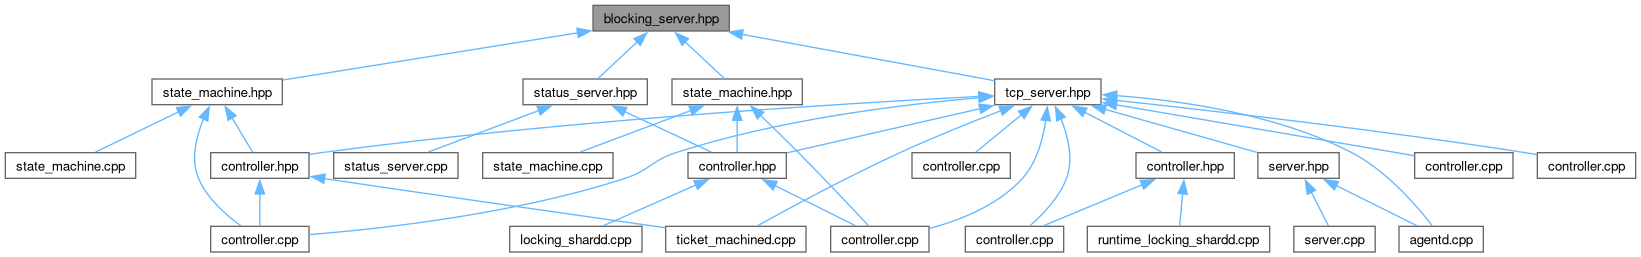 blocking_server.hpp
state_machine.hpp
status_server.hpp
state_machine.hpp
tcp_server.hpp
state_machine.cpp
controller.hpp
status_server.cpp
state_machine.cpp
controller.hpp
controller.cpp
controller.hpp
server.hpp
controller.cpp
controller.cpp
controller.cpp
locking_shardd.cpp
ticket_machined.cpp
controller.cpp
controller.cpp
runtime_locking_shardd.cpp
server.cpp
agentd.cpp